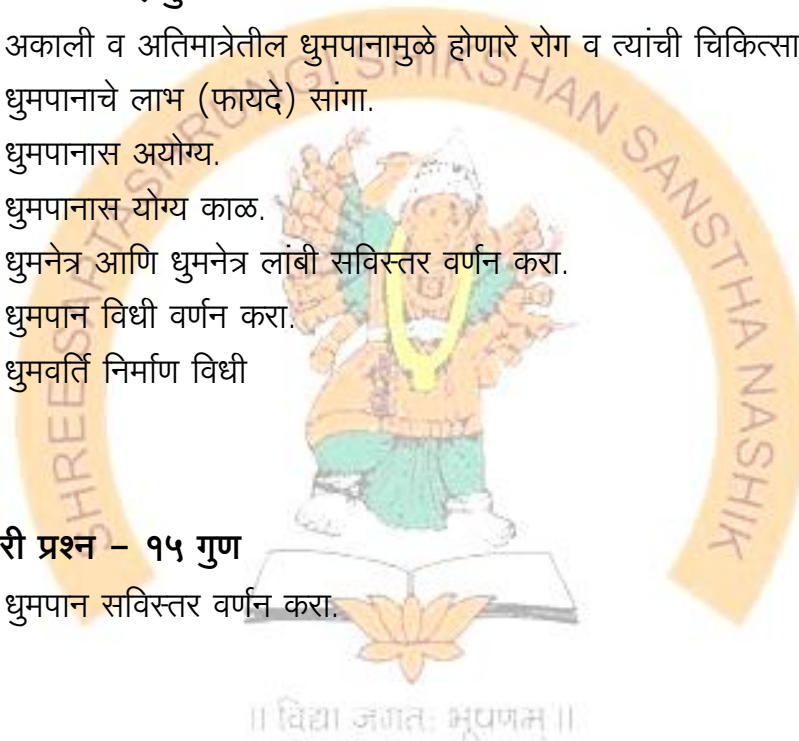 अकाली व अतिमात्रेतील धुमपानामुळे होणारे रोग व त्यांची चिकित्सा
धुमपानाचे लाभ (फायदे) सांगा.
धुमपानास अयोग्य.
धुमपानास योग्य काळ.
धुमनेत्र आणि धुमनेत्र लांबी सविस्तर वर्णन करा.
धुमपान विधी वर्णन करा.
धुमवर्ति निर्माण विधी
री प्रश्न – १५ गुण
धुमपान सविस्तर वर्णन करा.
SHREE SAPTASHRUNGI SHIKSHAN SANSTHA NASHIK
॥ विद्या जगतः भूषणम् ॥